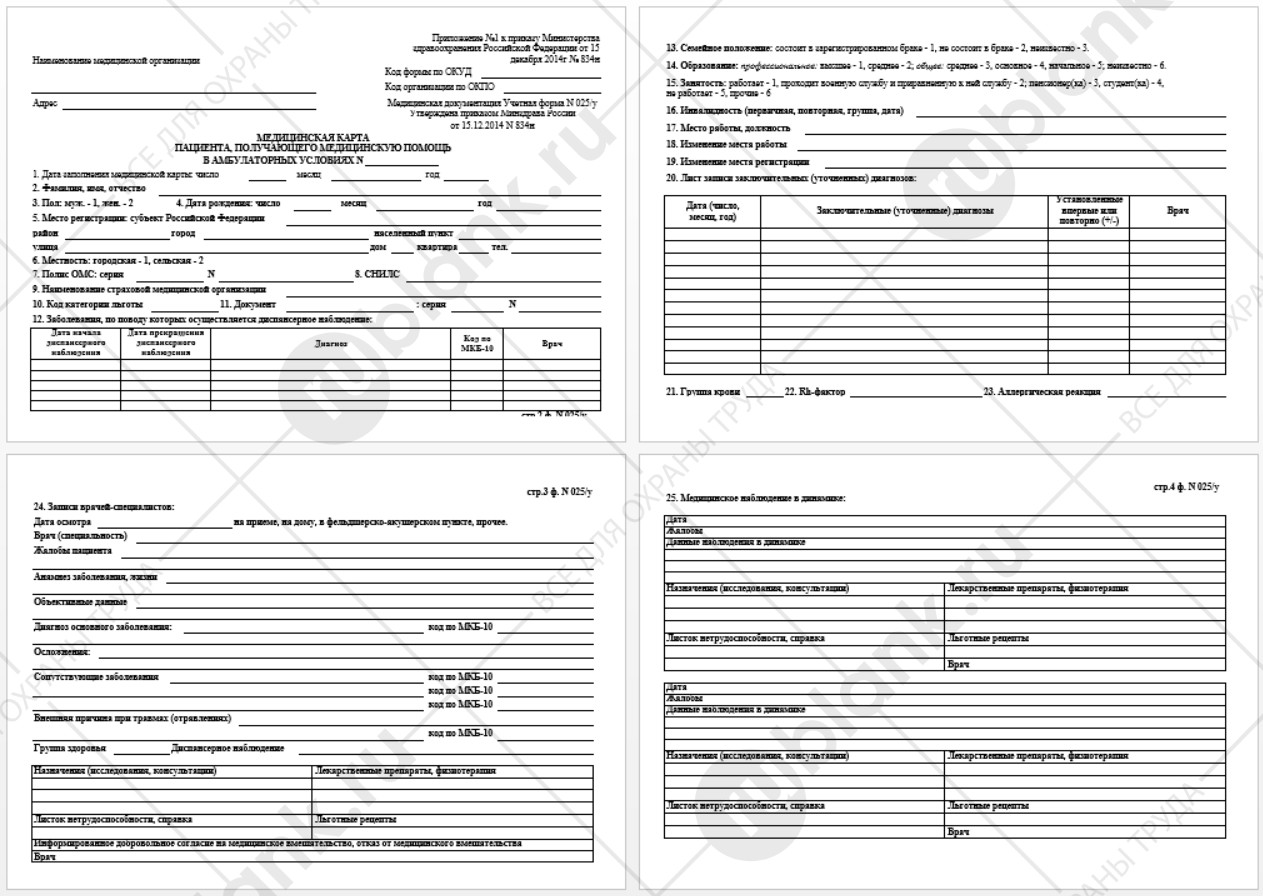 Приложение №1 к приказу Министерства
здравоохранения Российской Федерации от 15
декабря 2014г № 834н
Наименование медицинской организации
Код формы по ОКУД
Код организации по ОКПО
Адрес
Медицинская документация Учетная форма N 025/у
Утверждена приказом Минздрава России
от 15.12.2014 N 834н
МЕДИЦИНСКАЯ КАРТА
ПАЦИЕНТА, ПОЛУЧАЮЩЕГО МЕДИЦИНСКУЮ ПОМОЩЬ
В АМБУЛАТОРНЫХ УСЛОВИЯХ N
1. Дата заполнения медицинской карты: число месяц год
2. Фамилия, имя, отчество
3. Пол: муж. - 1, жен. - 2 4. Дата рождения: число месяц год
5. Место регистрации: субъект Российской Федерации
район город населенный пункт
улица дом квартира тел.
6. Местность: городская - 1, сельская - 2
7. Полис ОМС: серия N 8. СНИЛС
9. Наименование страховой медицинской организации
10. Код категории льготы 11. Документ : серия N
12. Заболевания, по поводу которых осуществляется диспансерное наблюдение:
Дата начала диспансерного наблюдения Дата прекращения диспансерного наблюдения Диагноз Код по МКБ-10 Врач
стр.2 ф. N 025/у
13. Семейное положение: состоит в зарегистрированном браке - 1, не состоит в браке - 2, неизвестно - 3.
14. Образование: профессиональное: высшее - 1, среднее - 2; общее: среднее - 3, основное - 4, начальное - 5; неизвестно - 6.
15. Занятость: работает - 1, проходит военную службу и приравненную к ней службу - 2; пенсионер(ка) - 3, студент(ка) - 4,
не работает - 5, прочие - 6
16. Инвалидность (первичная, повторная, группа, дата)
17. Место работы, должность
18. Изменение места работы
19. Изменение места регистрации
20. Лист записи заключительных (уточненных) диагнозов:
Дата (число, месяц, год) Заключительные (уточненные) диагнозы Установленные впервые или повторно (+/-) Врач
21. Группа крови 22. Rh-фактор 23. Аллергическая реакция
стр.3 ф. N 025/у
24. Записи врачей-специалистов:
Дата осмотра на приеме, на дому, в фельдшерско-акушерском пункте, прочее.
Врач (специальность)
Жалобы пациента
Анамнез заболевания, жизни
Объективные данные
Диагноз основного заболевания: код по МКБ-10
Осложнения:
Сопутствующие заболевания код по МКБ-10
код по МКБ-10
код по МКБ-10
Внешняя причина при травмах (отравлениях)
код по МКБ-10
Группа здоровья Диспансерное наблюдение
Назначения (исследования, консультации) Лекарственные препараты, физиотерапия
Листок нетрудоспособности, справка Льготные рецепты
Информированное добровольное согласие на медицинское вмешательство, отказ от медицинского вмешательства
Врач
стр.4 ф. N 025/у
25. Медицинское наблюдение в динамике:
Дата
Жалобы
Данные наблюдения в динамике
Назначения (исследования, консультации) Лекарственные препараты, физиотерапия
Листок нетрудоспособности, справка Льготные рецепты
Врач
Дата
Жалобы
Данные наблюдения в динамике
Назначения (исследования, консультации) Лекарственные препараты, физиотерапия
Листок нетрудоспособности, справка Льготные рецепты
Врач
rublank.ru
ВСЕ ДЛЯ ОХРАНЫ ТРУДА